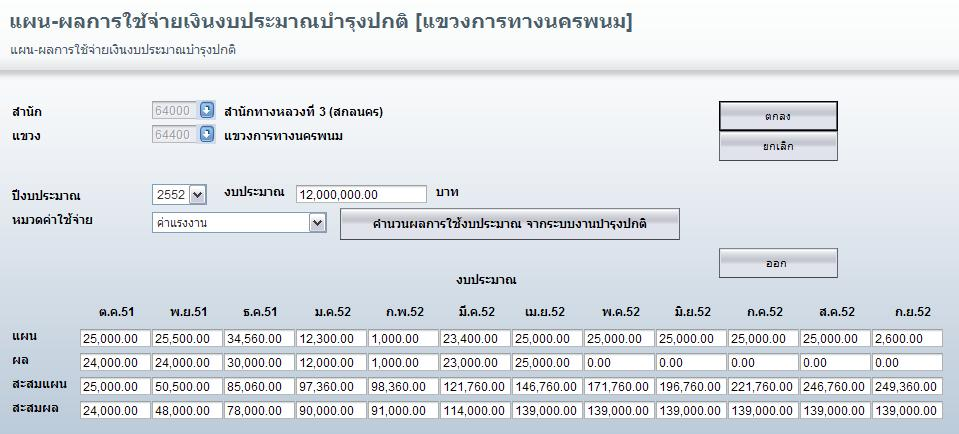 แผน-ผลการใช้จ่ายเงินงบประมาณบำรุงปกติ [แขวงการทางนครพนม]
แผน-ผลการใช้จ่ายเงินงบประมาณบำรุงปกติ
สำนัก 64000 สำนักทางหลวงที่ 3 (สกลนคร) ตกลง
แขวง 64400 แขวงการทางนครพนม
ยกเลิก
ปีงบประมาณ 2552 งบประมาณ 12,000,000.00 บาท
หมวดค่าใช้จ่าย ค่าแรงงาน คำนวนผลการใช้งบประมาณ จากระบบงานบำรุงปกติ
ออก
งบประมาณ
ต.ค.51 พ.ย.51 ธ.ค.51 ม.ค.52 ก.พ.52 มี.ค.52 เม.ย.52 พ.ค.52 มิ.ย.52 ก.ค.52 ส.ค.52 ก.ย.52
แผน 25,000.00 25,500.00 34,560.00 12,300.00 1,000.00 23,400.00 25,000.00 25,000.00 25,000.00 25,000.00 25,000.00 2,600.00
ผล 24,000.00 24,000.00 30,000.00 12,000.00 1,000.00 23,000.00 25,000.00 0.00 0.00 0.00 0.00 0.00
สะสมแผน 25,000.00 50,500.00 85,060.00 97,360.00 98,360.00 121,760.00 146,760.00 171,760.00 196,760.00 221,760.00 246,760.00 249,360.00
สะสมผล 24,000.00 48,000.00 78,000.00 90,000.00 91,000.00 114,000.00 139,000.00 139,000.00 139,000.00 139,000.00 139,000.00 139,000.00